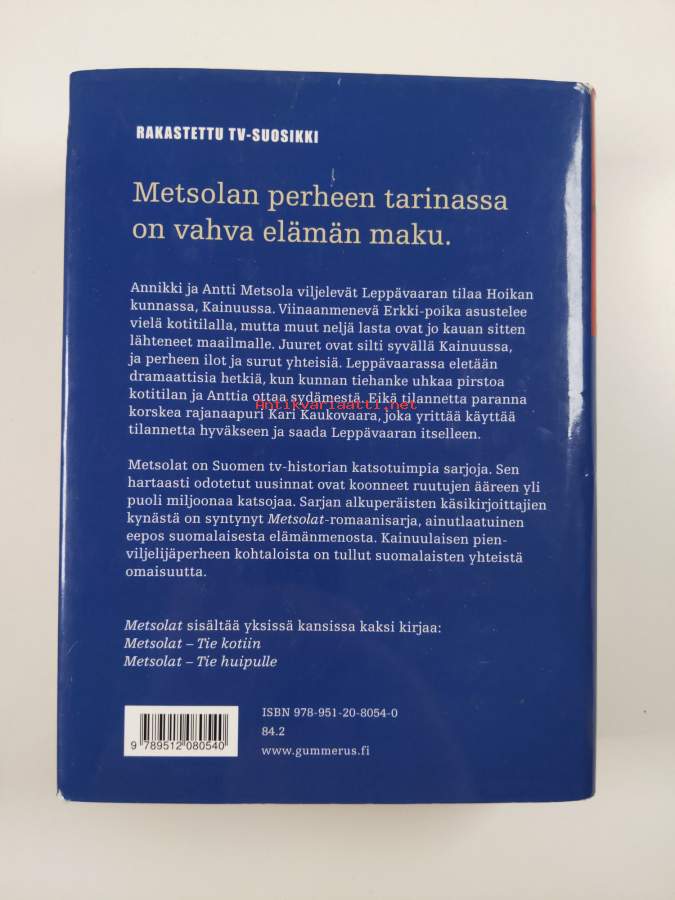 RAKASTETTU TV-SUOSIKKI
Metsolan perheen tarinassa
on vahva elämän maku.
Annikki ja Antti Metsola viljelevät Leppävaaran tilaa Hoikan
kunnassa, Kainuussa. Viinaanmenevä Erkki-poika asustelee
vielä kotitilalla, mutta muut neljä lasta ovat jo kauan sitten
lähteneet maailmalle. Juuret ovat silti syvällä Kainuussa,
ja perheen ilot ja surut yhteisiä. Leppävaarassa eletään
dramaattisia hetkiä, kun kunnan tiehanke uhkaa pirstoa
kotitilan ja Anttia ottaa sydämestä. Eikä tilannetta paranna
Antikvariaatti.net
korskea rajanaapuri Kari Kaukovaara, joka yrittää käyttää
tilannetta hyväkseen ja saada Leppävaaran itselleen.
Metsolat on Suomen tv-historian katsotuimpia sarjoja. Sen
hartaasti odotetut uusinnat ovat koonneet ruutujen ääreen yli
puoli miljoonaa katsojaa. Sarjan alkuperäisten käsikirjoittajien
kynästä on syntynyt Metsolat-romaanisarja, ainutlaatuinen
eepos suomalaisesta elämänmenosta. Kainuulaisen pien-
viljelijäperheen kohtaloista on tullut suomalaisten yhteistä
omaisuutta.
Metsolat sisältää yksissä kansissa kaksi kirjaa:
Metsolat – Tie kotiin
Metsolat – Tie huipulle
ISBN 978-951-20-8054-0
84.2
www.gummerus.fi
9 789512 080540